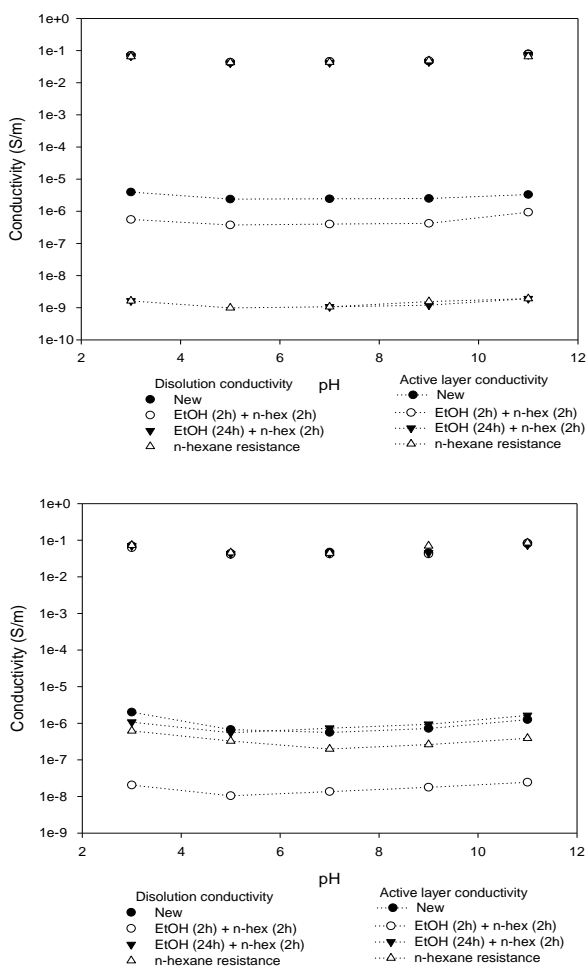 1e+0
1e-1
1e-2
1e-3
1e-4
1e-5
1e-6
1e-7
1e-8
1e-9
1e-10
Conductivity (S/m)
2 4 6 8 10 12
pH
Disolution conductivity Active layer conductivity
New New
EtOH (2h) + n-hex (2h) EtOH (2h) + n-hex (2h)
EtOH (24h) + n-hex (2h) EtOH (24h) + n-hex (2h)
n-hexane resistance n-hexane resistance
1e+0
1e-1
1e-2
1e-3
1e-4
1e-5
1e-6
1e-7
1e-8
1e-9
Conductivity (S/m)
2 4 6 8 10 12
pH
Disolution conductivity Active layer conductivity
New New
EtOH (2h) + n-hex (2h) EtOH (2h) + n-hex (2h)
EtOH (24h) + n-hex (2h) EtOH (24h) + n-hex (2h)
n-hexane resistance n-hexane resistance